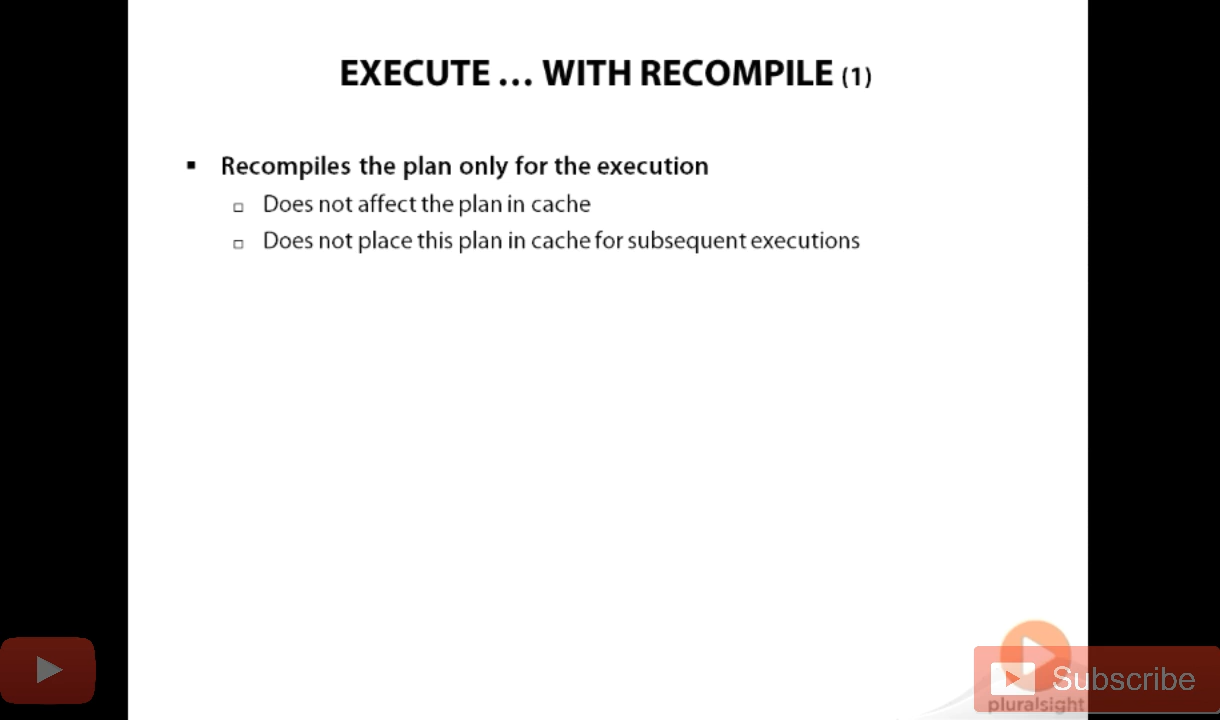 EXECUTE ... WITH RECOMPILE (1)
▪ Recompiles the plan only for the execution
▫ Does not affect the plan in cache
▫ Does not place this plan in cache for subsequent executions
Subscribe
pluralsight